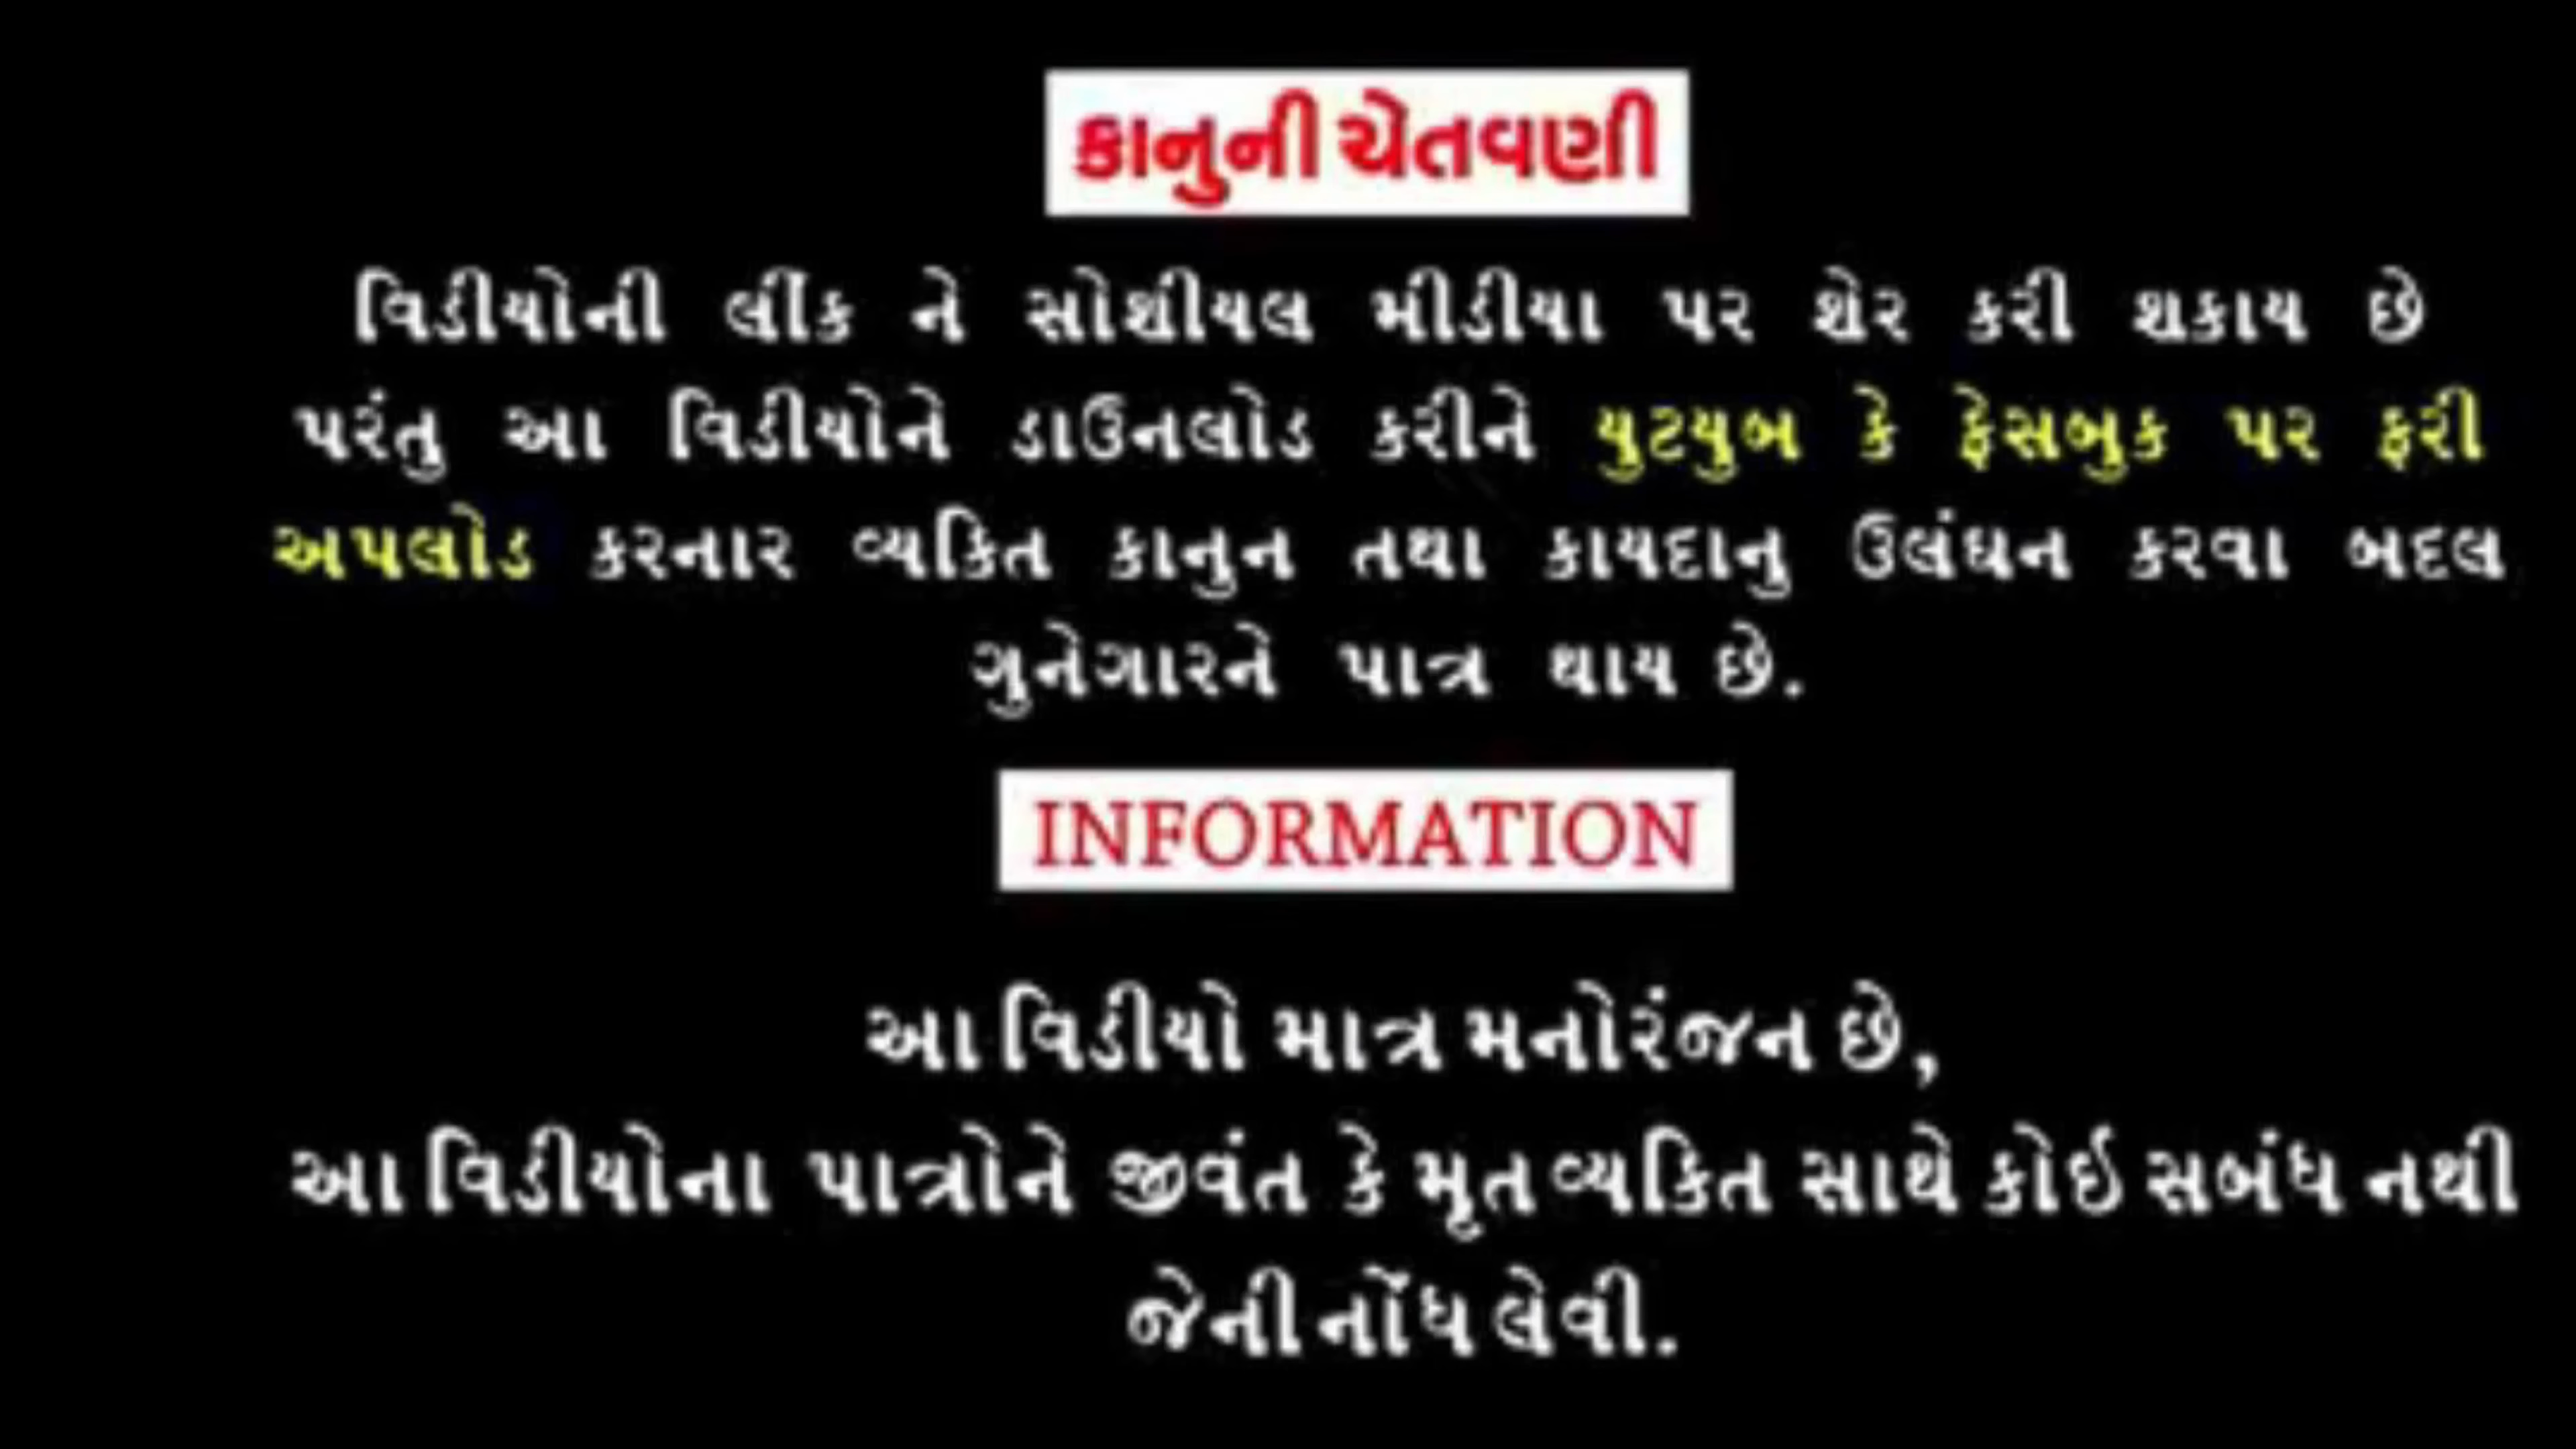 કાનુની ચેતવણી
વિડીયોની લીંક ને સોશીયલ મીડીયા પર શેર કરી શકાય છે
પરંતુ આ વિડીયોને ડાઉનલોડ કરીને યુટયુબ કે ફેસબુક પર ફરી
અપલોડ કરનાર વ્યકિત કાનુન તથા કાયદાનુ ઉલંઘન કરવા બદલ
ગુનેગારને પાત્ર થાય છે.
INFORMATION
આ વિડીયો માત્ર મનોરંજન છે,
આ વિડીયોના પાત્રોને જીવંત કે મૃત વ્યકિત સાથે કોઈ સબંધ નથી
જેની નોંધ લેવી.